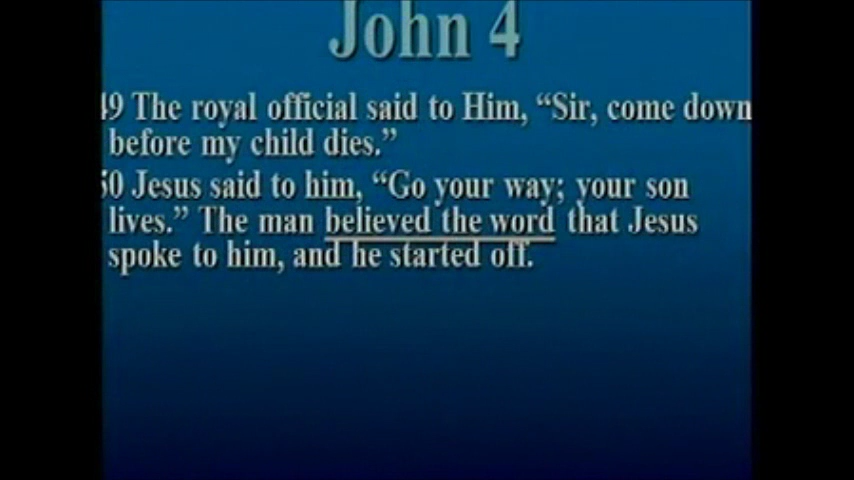 John 4
49 The royal official said to Him, “Sir, come down
before my child dies.”
50 Jesus said to him, “Go your way; your son
lives.” The man believed the word that Jesus
spoke to him, and he started off.